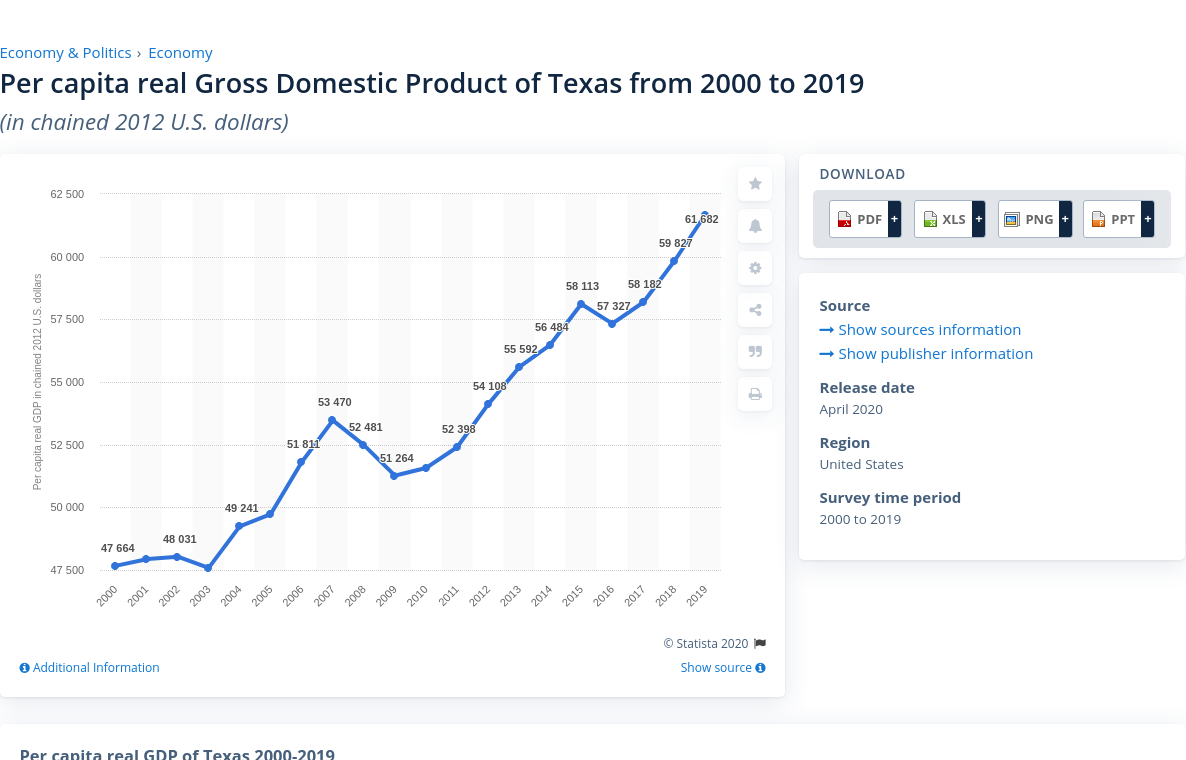 Economy & Politics › Economy
Per capita real Gross Domestic Product of Texas from 2000 to 2019
(in chained 2012 U.S. dollars)
Per capita real GDP in chained 2012 U.S. dollars
62 500
60 000
57 500
55 000
52 500
50 000
47 500
47 664
48 031
49 241
51 811
53 470
52 481
51 264
52 398
54 108
55 592
56 484
58 113
57 327
58 182
59 827
61 682
2000 2001 2002 2003 2004 2005 2006 2007 2008 2009 2010 2011 2012 2013 2014 2015 2016 2017 2018 2019
© Statista 2020
Additional Information
Show source
DOWNLOAD
PDF + XLS + PNG + PPT +
Source
Show sources information
Show publisher information
Release date
April 2020
Region
United States
Survey time period
2000 to 2019
Per capita real GDP of Texas 2000-2019